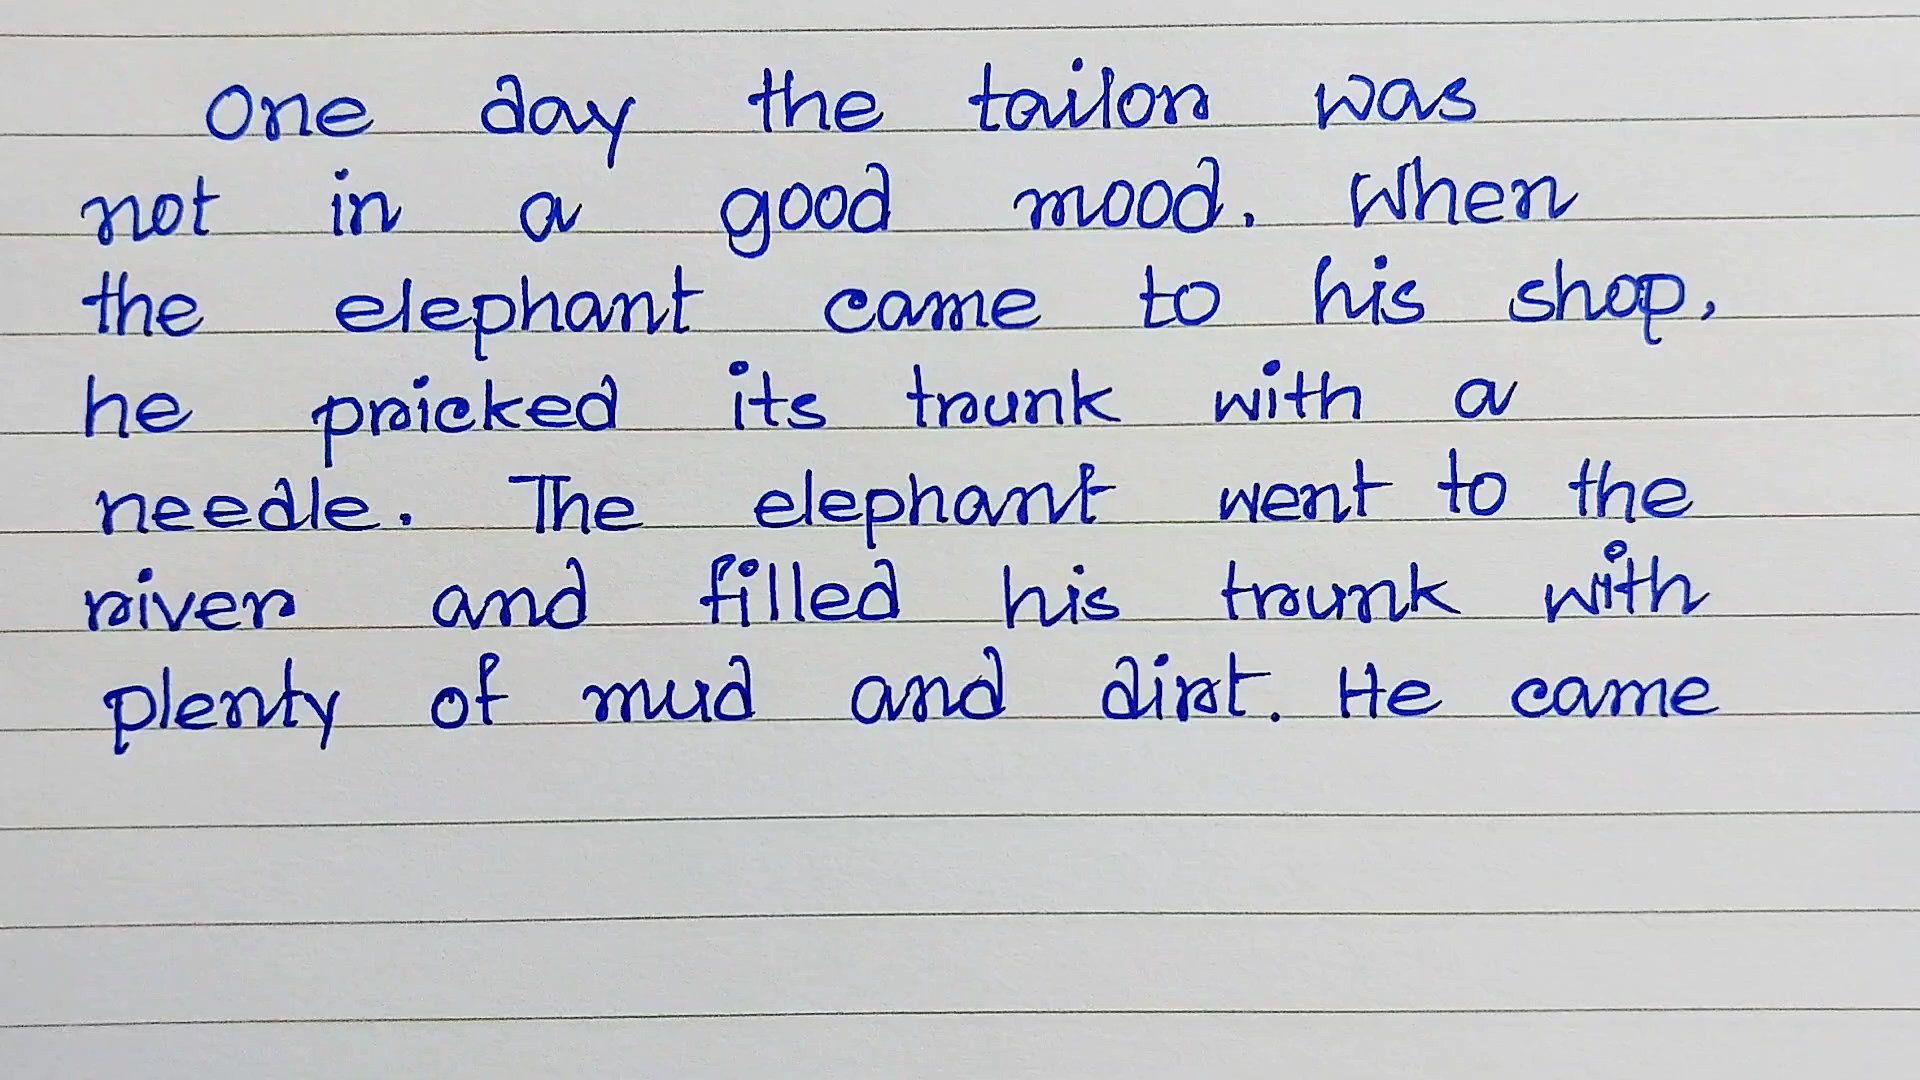 One day the tailor was
not in a good mood. When
the elephant came to his shop,
he pricked its trunk with a
needle. The elephant went to the
river and filled his trunk with
plenty of mud and dirt. He came